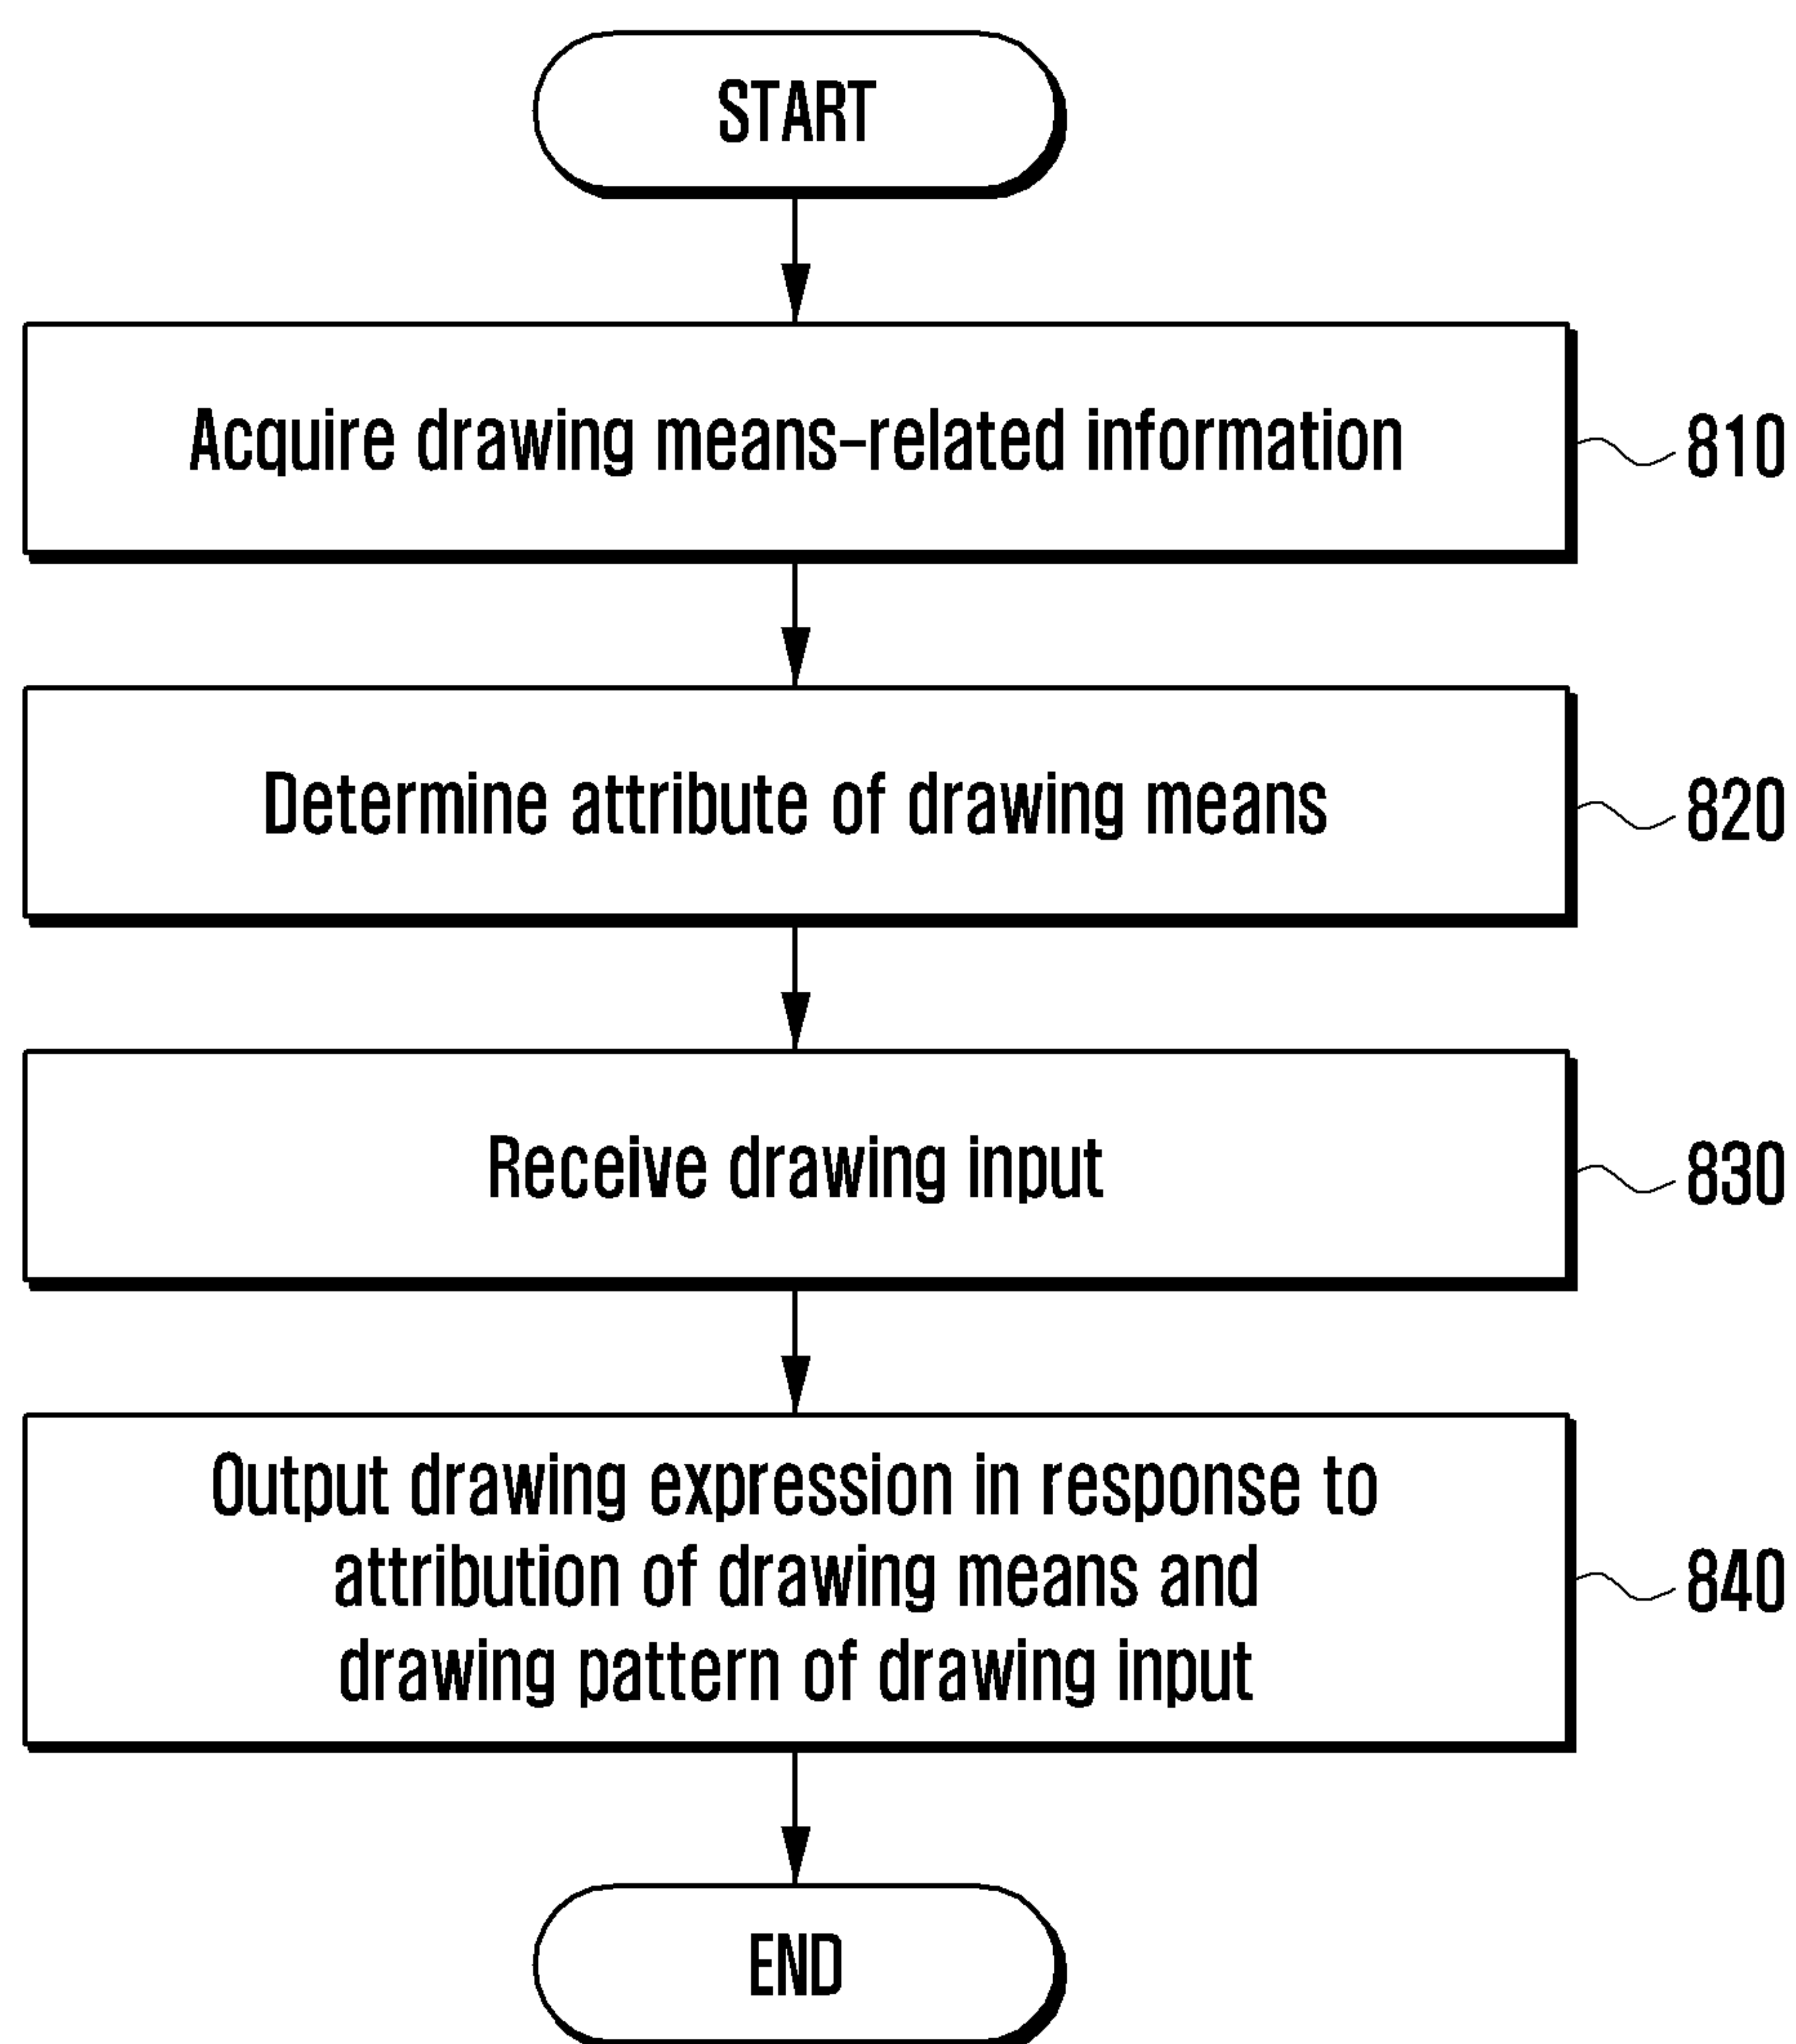 START
Acquire drawing means-related information
810
Determine attribute of drawing means
820
Receive drawing input
830
Output drawing expression in response to
attribution of drawing means and
drawing pattern of drawing input
840
END